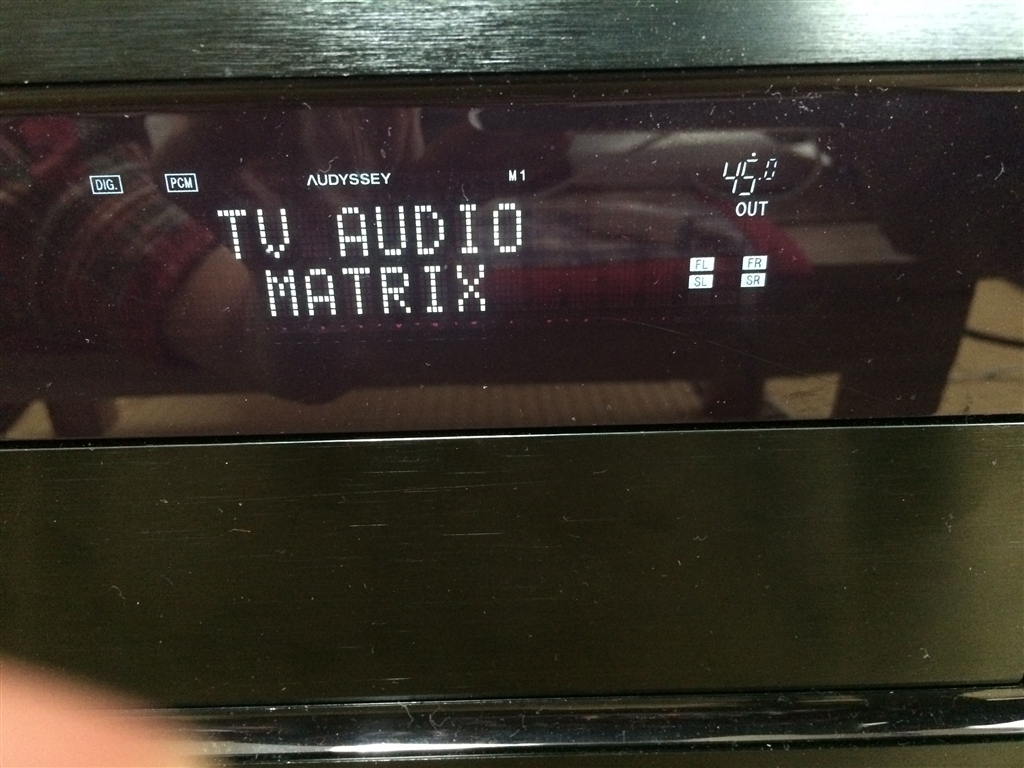 DIG. PCM AUDYSSEY M1 45.0
OUT
TV AUDIO
MATRIX
FL FR
SL SR